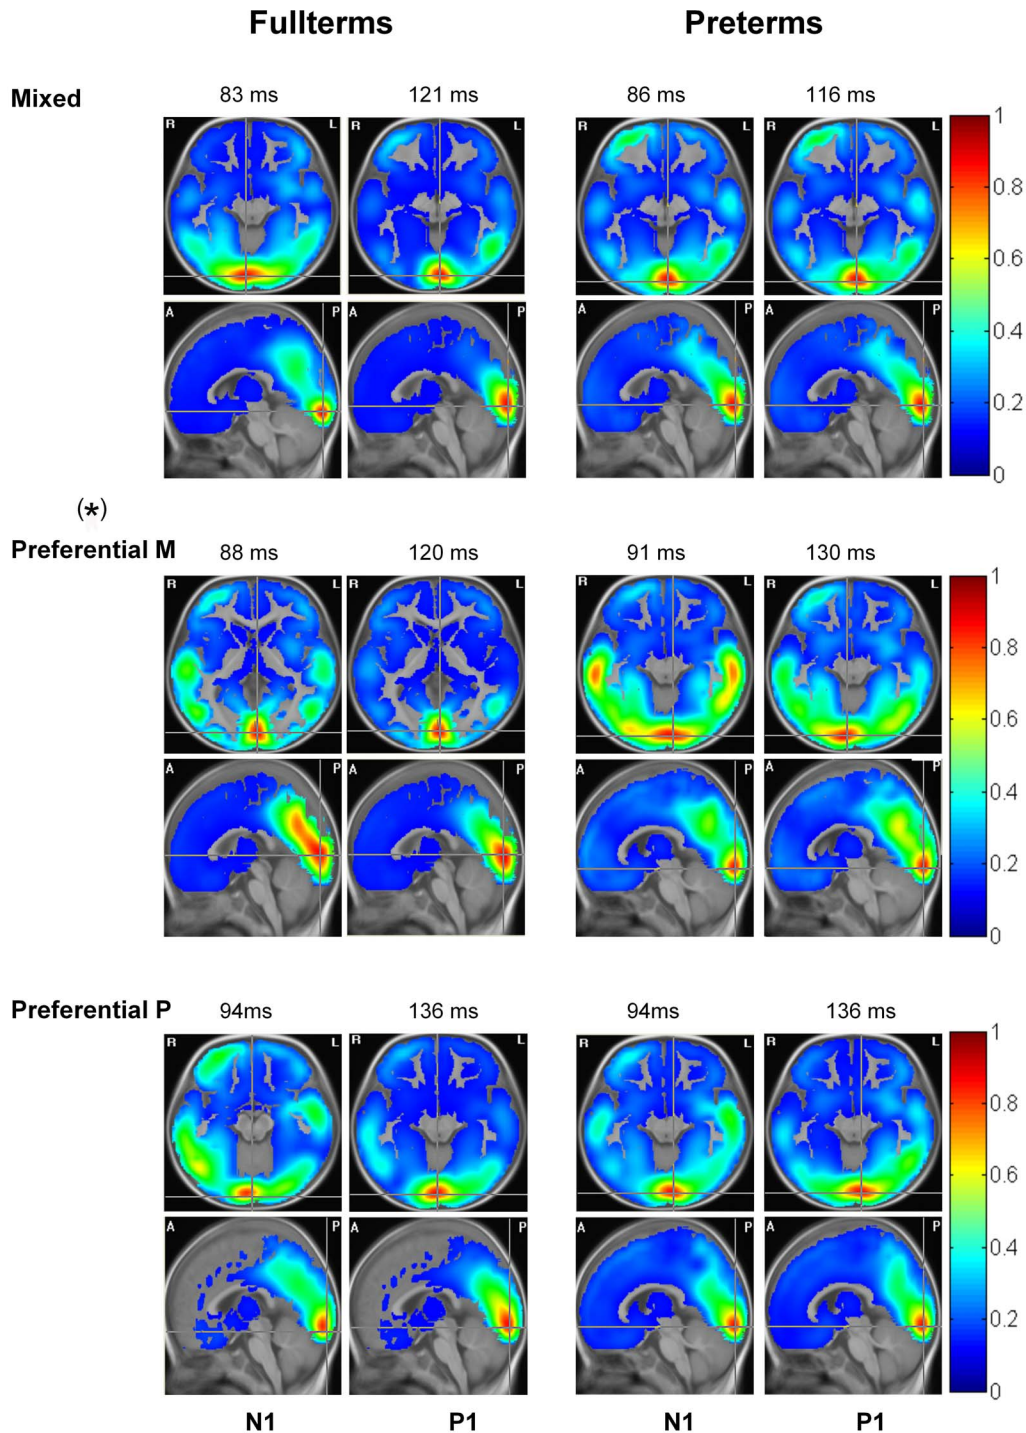 Fullterms Preterms
Mixed 83 ms 121 ms 86 ms 116 ms
R L R L R L R L
A P A P A P A P
1
0.8
0.6
0.4
0.2
0
(*)
Preferential M 88 ms 120 ms 91 ms 130 ms
R L R L R L R L
A P A P A P A P
1
0.8
0.6
0.4
0.2
0
Preferential P 94ms 136 ms 94ms 136 ms
R L R L R L R L
A P A P A P A P
1
0.8
0.6
0.4
0.2
0
N1 P1 N1 P1